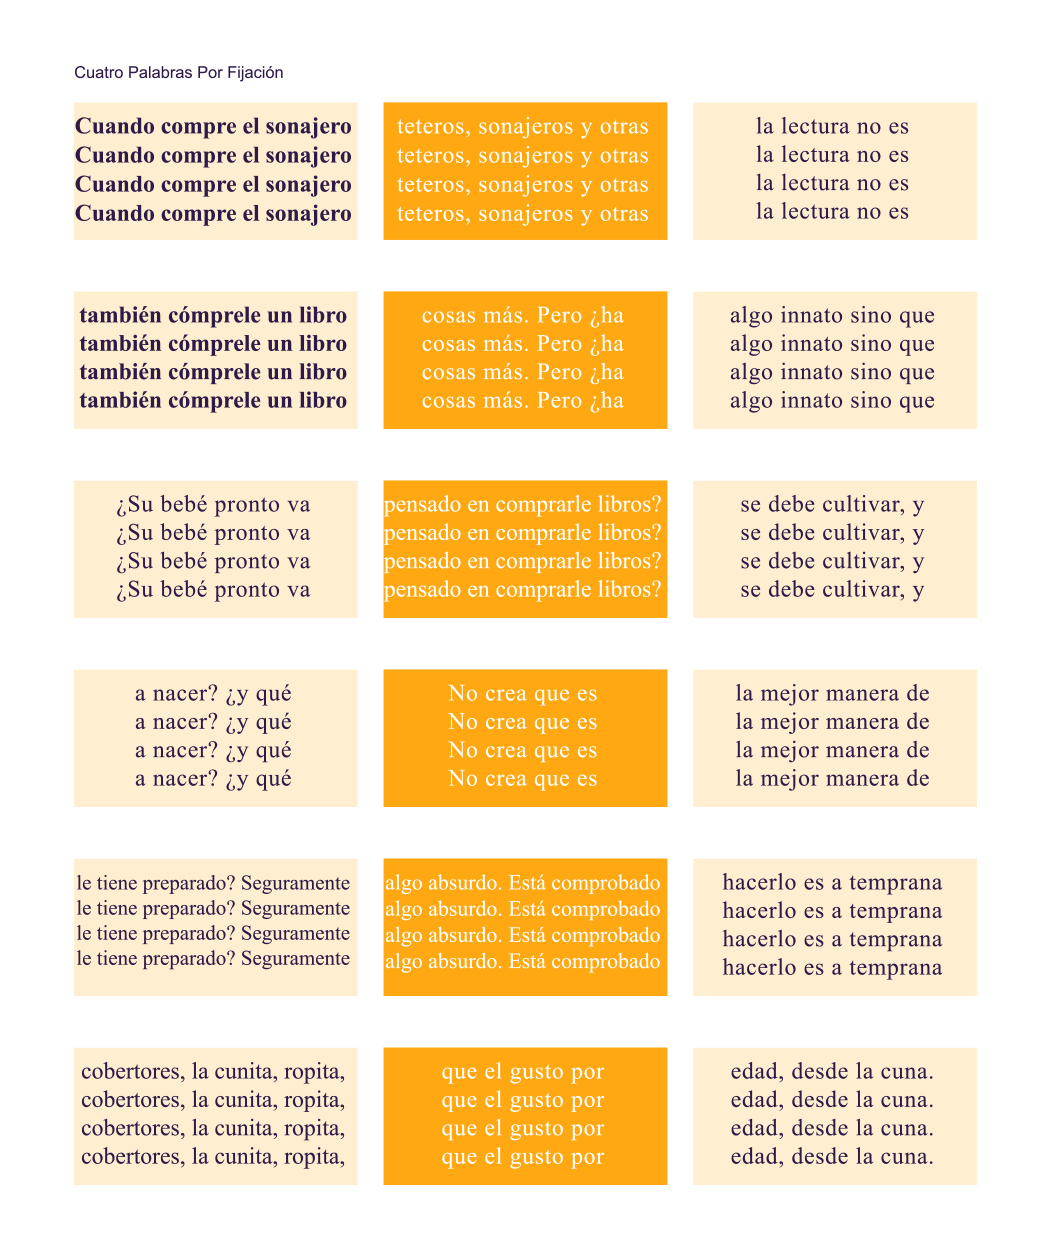 Cuatro Palabras Por Fijación
Cuando compre el sonajero
Cuando compre el sonajero
Cuando compre el sonajero
Cuando compre el sonajero
también cómprele un libro
también cómprele un libro
también cómprele un libro
también cómprele un libro
¿Su bebé pronto va
¿Su bebé pronto va
¿Su bebé pronto va
¿Su bebé pronto va
a nacer? ¿y qué
a nacer? ¿y qué
a nacer? ¿y qué
a nacer? ¿y qué
le tiene preparado? Seguramente
le tiene preparado? Seguramente
le tiene preparado? Seguramente
le tiene preparado? Seguramente
cobertores, la cunita, ropita,
cobertores, la cunita, ropita,
cobertores, la cunita, ropita,
cobertores, la cunita, ropita,
teteros, sonajeros y otras
teteros, sonajeros y otras
teteros, sonajeros y otras
teteros, sonajeros y otras
cosas más. Pero ¿ha
cosas más. Pero ¿ha
cosas más. Pero ¿ha
cosas más. Pero ¿ha
pensado en comprarle libros?
pensado en comprarle libros?
pensado en comprarle libros?
pensado en comprarle libros?
No crea que es
No crea que es
No crea que es
No crea que es
algo absurdo. Está comprobado
algo absurdo. Está comprobado
algo absurdo. Está comprobado
algo absurdo. Está comprobado
que el gusto por
que el gusto por
que el gusto por
que el gusto por
la lectura no es
la lectura no es
la lectura no es
la lectura no es
algo innato sino que
algo innato sino que
algo innato sino que
algo innato sino que
se debe cultivar, y
se debe cultivar, y
se debe cultivar, y
se debe cultivar, y
la mejor manera de
la mejor manera de
la mejor manera de
la mejor manera de
hacerlo es a temprana
hacerlo es a temprana
hacerlo es a temprana
hacerlo es a temprana
edad, desde la cuna.
edad, desde la cuna.
edad, desde la cuna.
edad, desde la cuna.